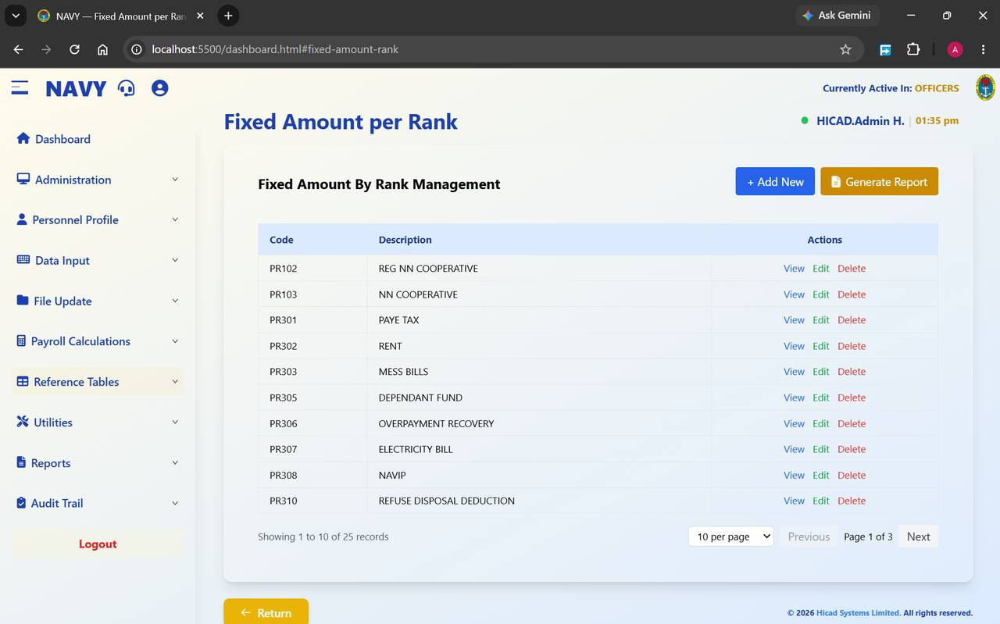 NAVY — Fixed Amount per Ran
Ask Gemini
localhost:5500/dashboard.html#fixed-amount-rank
A
NAVY
Currently Active In: OFFICERS
Fixed Amount per Rank
HICAD.Admin H. | 01:35 pm
Dashboard
Administration
Personnel Profile
Data Input
File Update
Payroll Calculations
Reference Tables
Utilities
Reports
Audit Trail
Logout
Fixed Amount By Rank Management
+ Add New
Generate Report
Code Description Actions
PR102 REG NN COOPERATIVE View Edit Delete
PR103 NN COOPERATIVE View Edit Delete
PR301 PAYE TAX View Edit Delete
PR302 RENT View Edit Delete
PR303 MESS BILLS View Edit Delete
PR305 DEPENDANT FUND View Edit Delete
PR306 OVERPAYMENT RECOVERY View Edit Delete
PR307 ELECTRICITY BILL View Edit Delete
PR308 NAVIP View Edit Delete
PR310 REFUSE DISPOSAL DEDUCTION View Edit Delete
Showing 1 to 10 of 25 records 10 per page Previous Page 1 of 3 Next
← Return
© 2026 Hicad Systems Limited. All rights reserved.